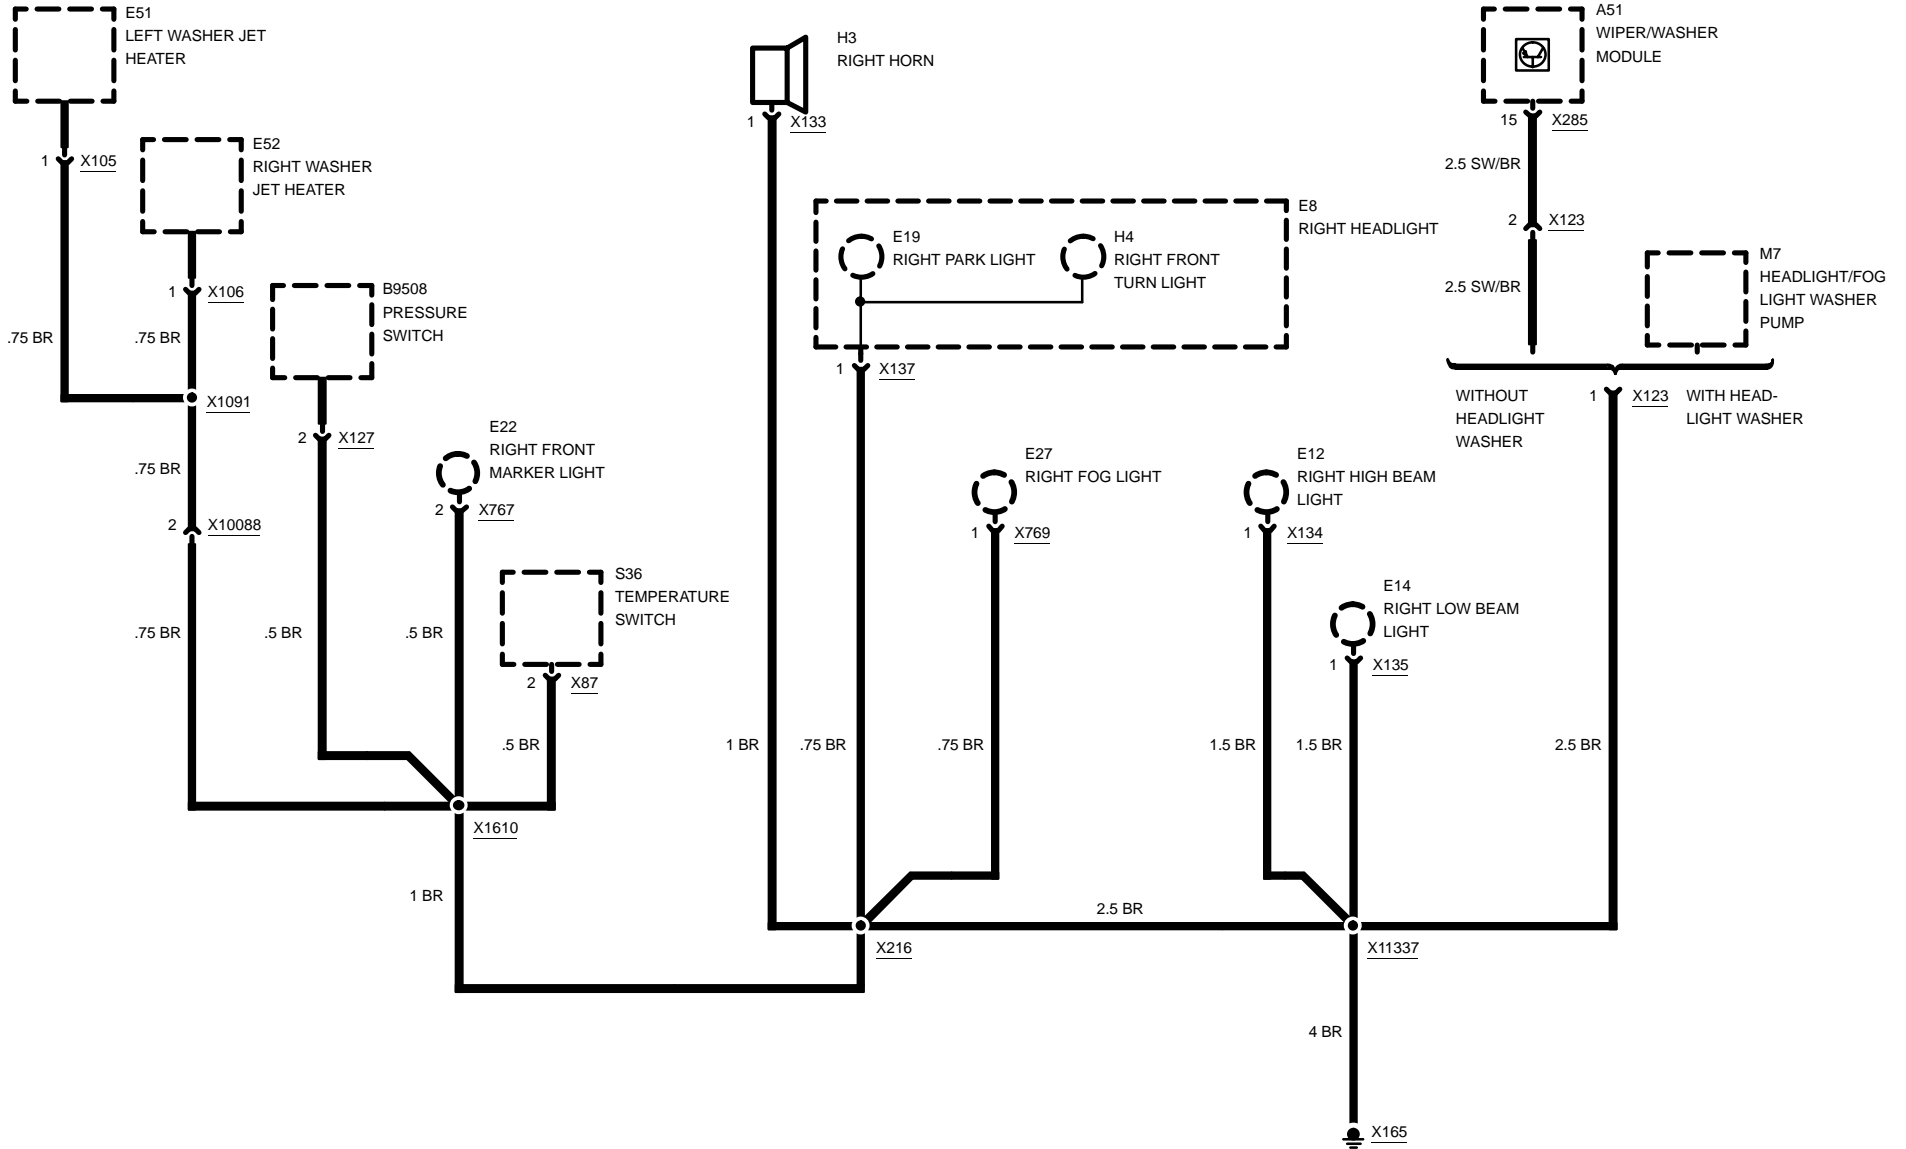 E51
LEFT WASHER JET
HEATER
1 X105
.75 BR
E52
RIGHT WASHER
JET HEATER
1 X106
.75 BR
X1091
.75 BR
2 X10088
.75 BR
B9508
PRESSURE
SWITCH
2 X127
.5 BR
E22
RIGHT FRONT
MARKER LIGHT
2 X767
.5 BR
S36
TEMPERATURE
SWITCH
2 X87
.5 BR
X1610
1 BR
H3
RIGHT HORN
1 X133
1 BR
E8
RIGHT HEADLIGHT
E19
RIGHT PARK LIGHT
H4
RIGHT FRONT
TURN LIGHT
1 X137
.75 BR
E27
RIGHT FOG LIGHT
1 X769
.75 BR
X216
2.5 BR
E12
RIGHT HIGH BEAM
LIGHT
1 X134
1.5 BR
E14
RIGHT LOW BEAM
LIGHT
1 X135
1.5 BR
A51
WIPER/WASHER
MODULE
15 X285
2.5 SW/BR
2 X123
2.5 SW/BR
M7
HEADLIGHT/FOG
LIGHT WASHER
PUMP
WITHOUT
HEADLIGHT
WASHER
1 X123
WITH HEAD-
LIGHT WASHER
2.5 BR
X11337
4 BR
X165